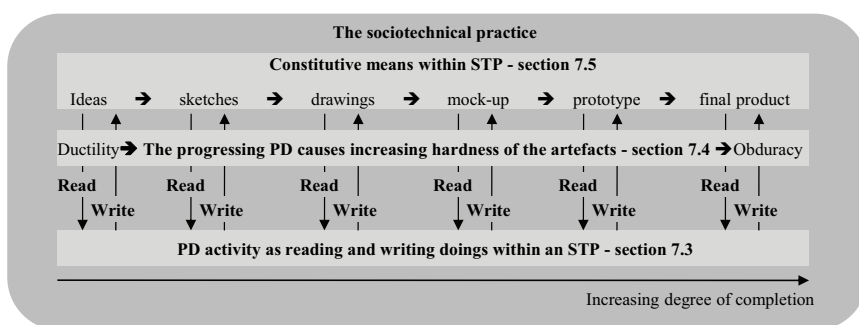 The sociotechnical practice
Constitutive means within STP - section 7.5
Ideas ➔ sketches ➔ drawings ➔ mock-up ➔ prototype ➔ final product
Ductility ➔ The progressing PD causes increasing hardness of the artefacts - section 7.4 ➔ Obduracy
Read Read Read Read Read Read
Write Write Write Write Write Write
PD activity as reading and writing doings within an STP - section 7.3
Increasing degree of completion